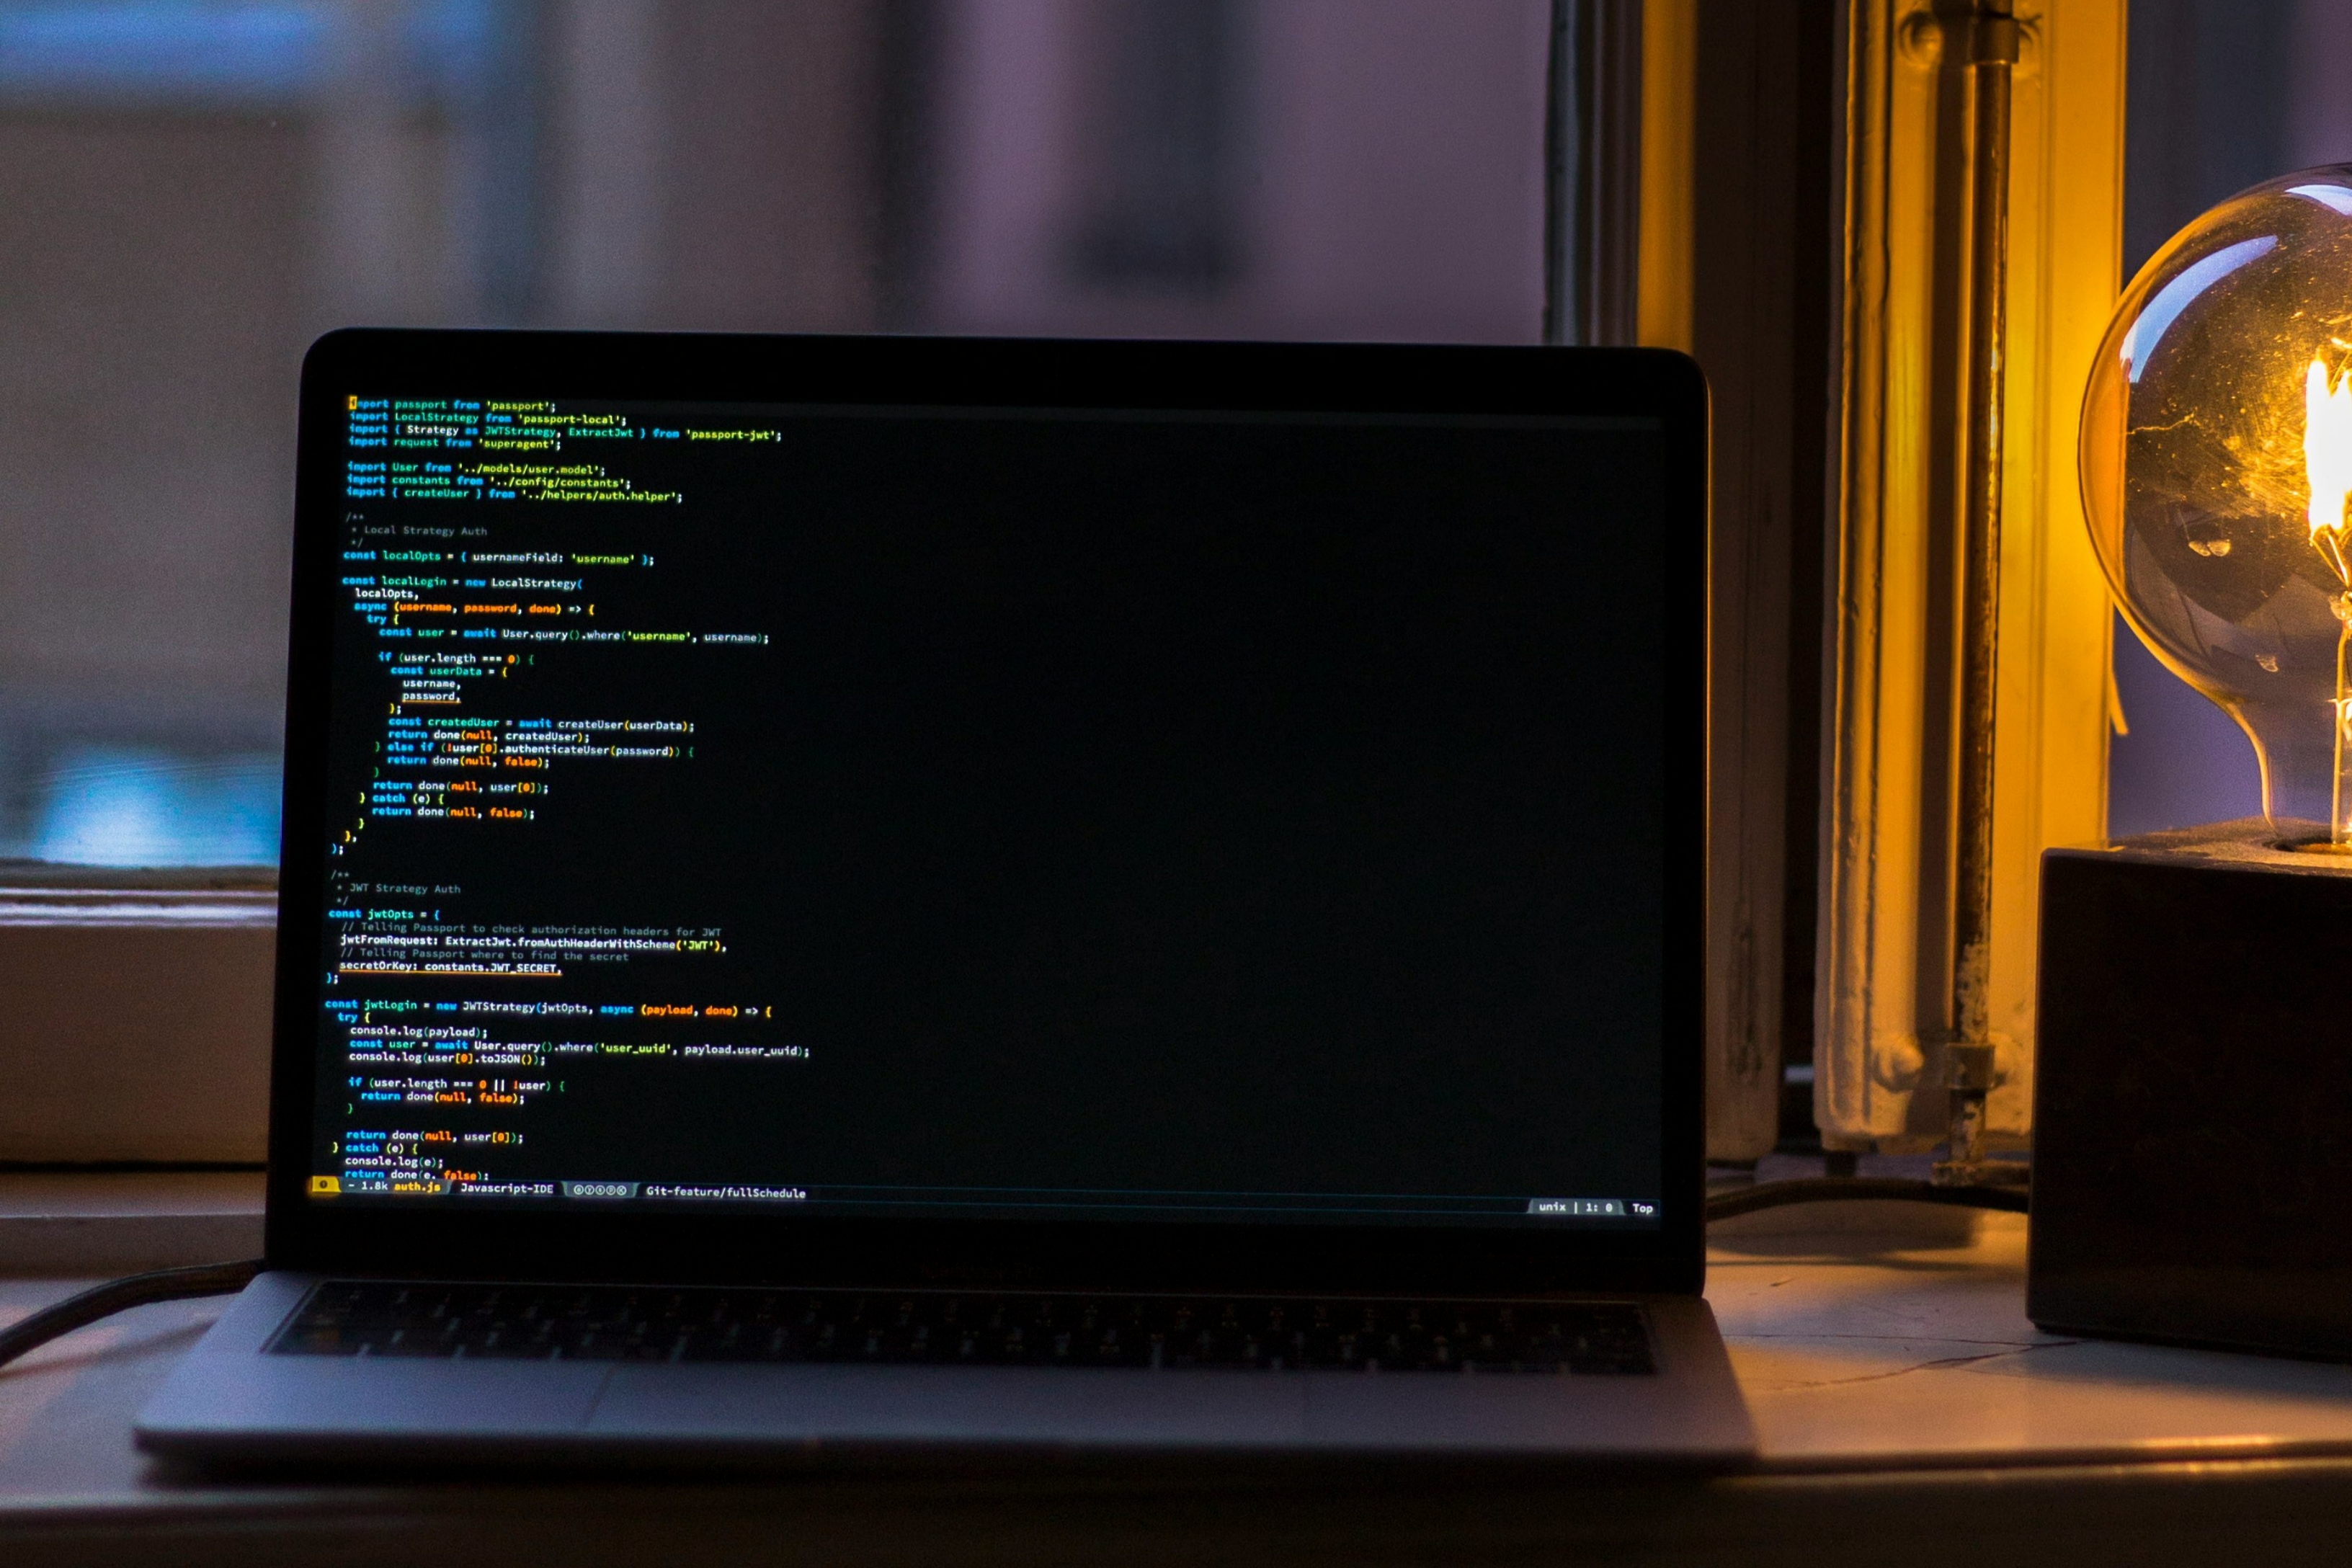 import passport from 'passport';
import LocalStrategy from 'passport-local';
import { Strategy as JWTStrategy, ExtractJwt } from 'passport-jwt';
import request from 'superagent';
import User from '../models/user.model';
import constants from '../config/constants';
import { createUser } from '../helpers/auth.helper';
/**
* Local Strategy Auth
*/
const localOpts = { usernameField: 'username' };
const localLogin = new LocalStrategy(
localOpts,
async (username, password, done) => {
try {
const user = await User.query().where('username', username);
if (user.length === 0) {
const userData = {
username,
password,
};
const createdUser = await createUser(userData);
return done(null, createdUser);
} else if (!user[0].authenticateUser(password)) {
return done(null, false);
}
return done(null, user[0]);
} catch (e) {
return done(null, false);
}
},
);
/**
* JWT Strategy Auth
*/
const jwtOpts = {
// Telling Passport to check authorization headers for JWT
jwtFromRequest: ExtractJwt.fromAuthHeaderWithScheme('JWT'),
// Telling Passport where to find the secret
secretOrKey: constants.JWT_SECRET,
};
const jwtLogin = new JWTStrategy(jwtOpts, async (payload, done) => {
try {
console.log(payload);
const user = await User.query().where('user_uuid', payload.user_uuid);
console.log(user[0].toJSON());
if (user.length === 0 || !user) {
return done(null, false);
}
return done(null, user[0]);
} catch (e) {
console.log(e);
return done(e, false);
- 1.8k auth.js Javascript-IDE Git-feature/fullSchedule unix | 1: 0 Top